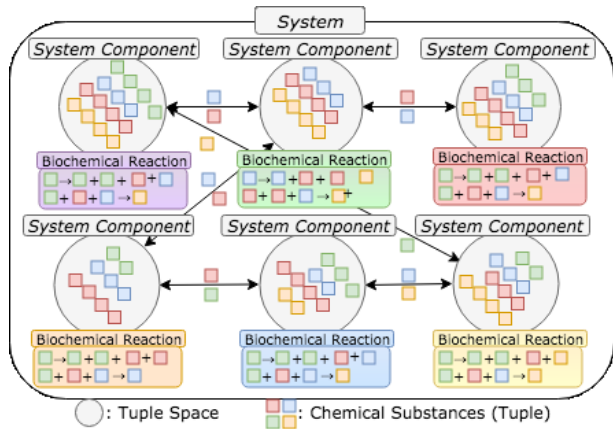 System
System Component System Component System Component
Biochemical Reaction Biochemical Reaction Biochemical Reaction
→ + + + → + + → + + +
+ + → + + → + + + →
System Component System Component System Component
Biochemical Reaction Biochemical Reaction Biochemical Reaction
→ + + + → + + + → + + +
+ + → + + → + + →
: Tuple Space : Chemical Substances (Tuple)